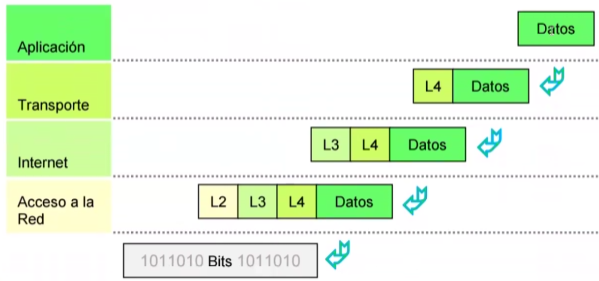 Datos
Aplicación
L4 Datos
Transporte
L3 L4 Datos
Internet
Acceso a la
Red
L2 L3 L4 Datos
1011010 Bits 1011010